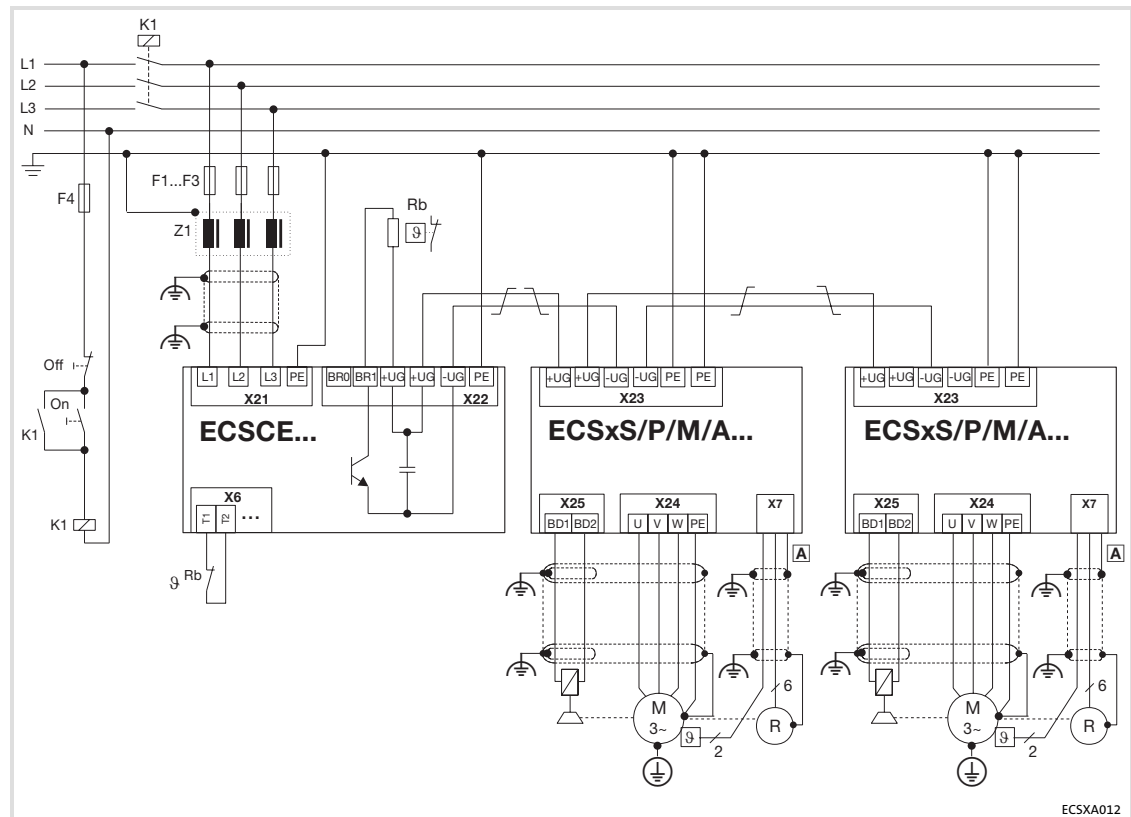 K1
L1
L2
L3
N
F4
F1...F3
Z1
Rb
ϑ
Off
On
K1
K1
L1 L2 L3 PE
X21
BR0 BR1 +UG +UG -UG PE
X22
ECSCE...
X6
T1 T2 ...
ϑ Rb
+UG +UG -UG -UG PE PE
X23
ECSxS/P/M/A...
X25
BD1 BD2
X24
U V W PE
X7
A
M
3~
ϑ
2
6
R
+UG +UG -UG -UG PE PE
X23
ECSxS/P/M/A...
X25
BD1 BD2
X24
U V W PE
X7
A
M
3~
ϑ
2
6
R
ECSXA012